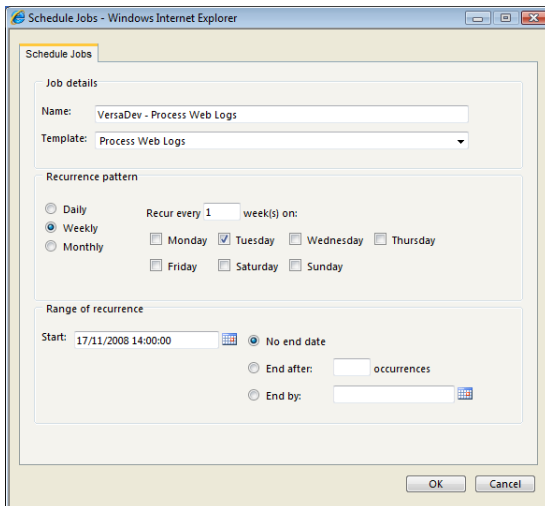 Schedule Jobs - Windows Internet Explorer
Schedule Jobs
Job details
Name: VersaDev - Process Web Logs
Template: Process Web Logs
Recurrence pattern
Daily Recur every 1 week(s) on:
Weekly
Monday Tuesday Wednesday Thursday
Monthly
Friday Saturday Sunday
Range of recurrence
Start: 17/11/2008 14:00:00 No end date
End after: occurrences
End by:
OK Cancel